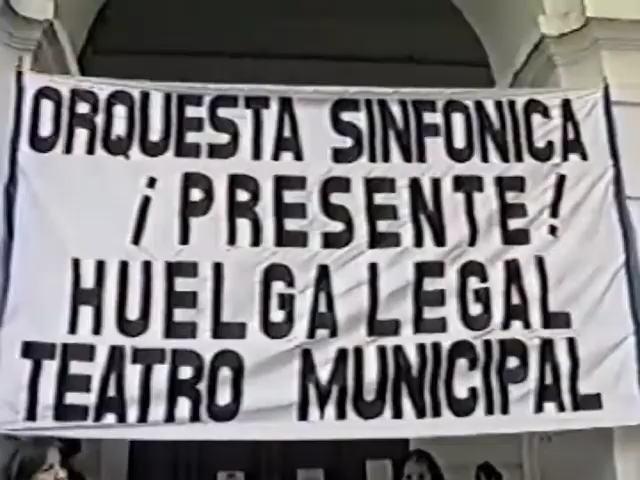 ORQUESTA SINFONICA
¡PRESENTE!
HUELGA LEGAL
TEATRO MUNICIPAL